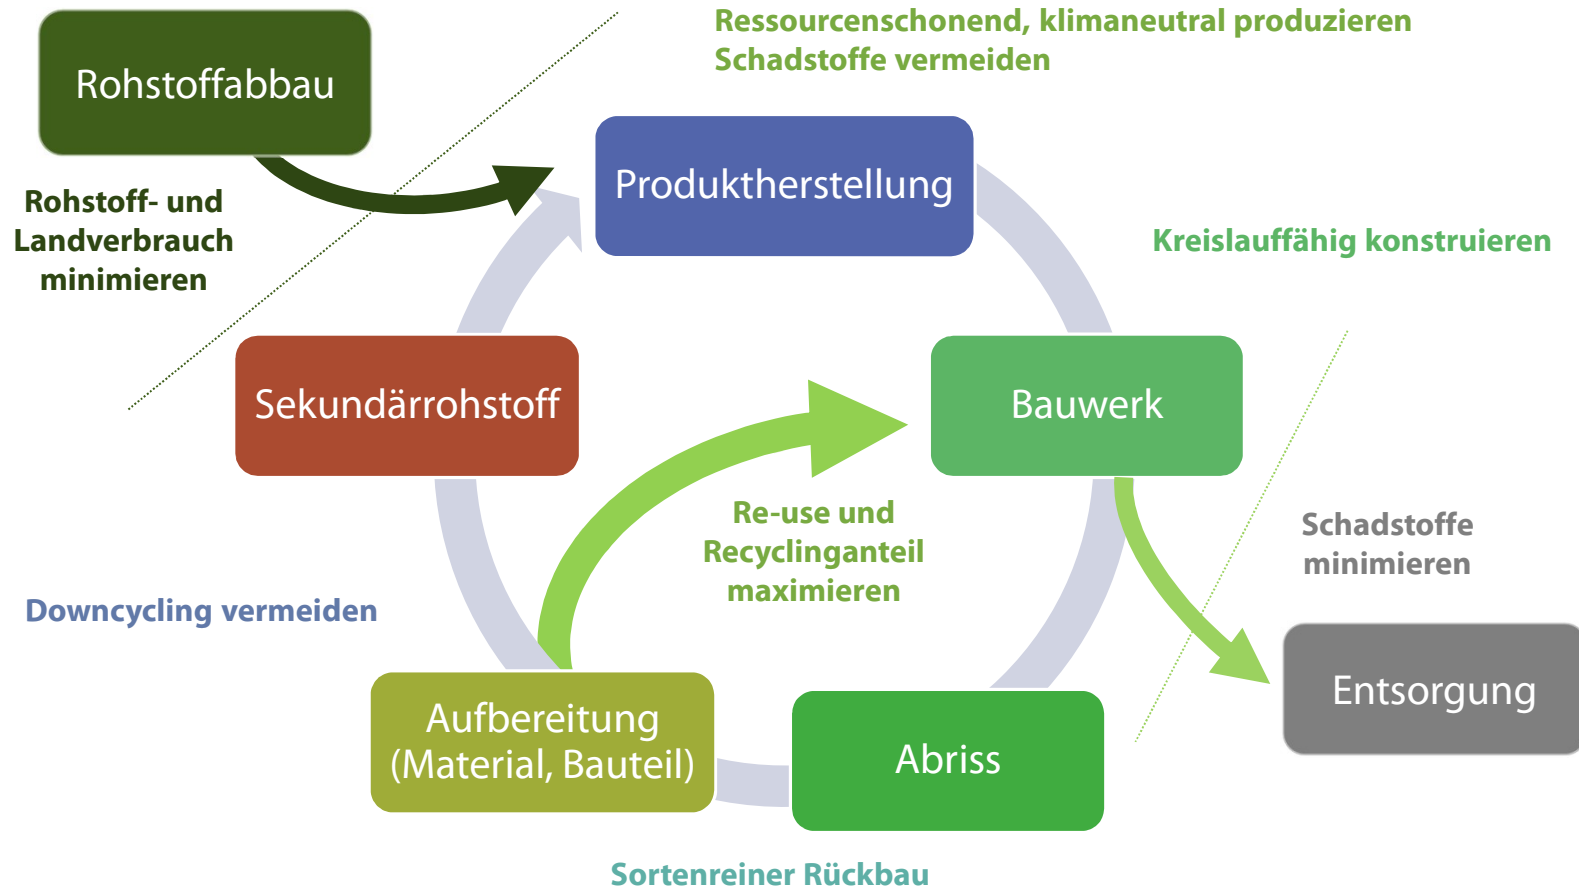 Ressourcenschonend, klimaneutral produzieren
Schadstoffe vermeiden
Rohstoffabbau
Produktherstellung
Rohstoff- und
Landverbrauch
minimieren
Kreislauffähig konstruieren
Sekundärrohstoff
Bauwerk
Re-use und
Recyclinganteil
maximieren
Schadstoffe
minimieren
Downcycling vermeiden
Entsorgung
Aufbereitung
(Material, Bauteil)
Abriss
Sortenreiner Rückbau